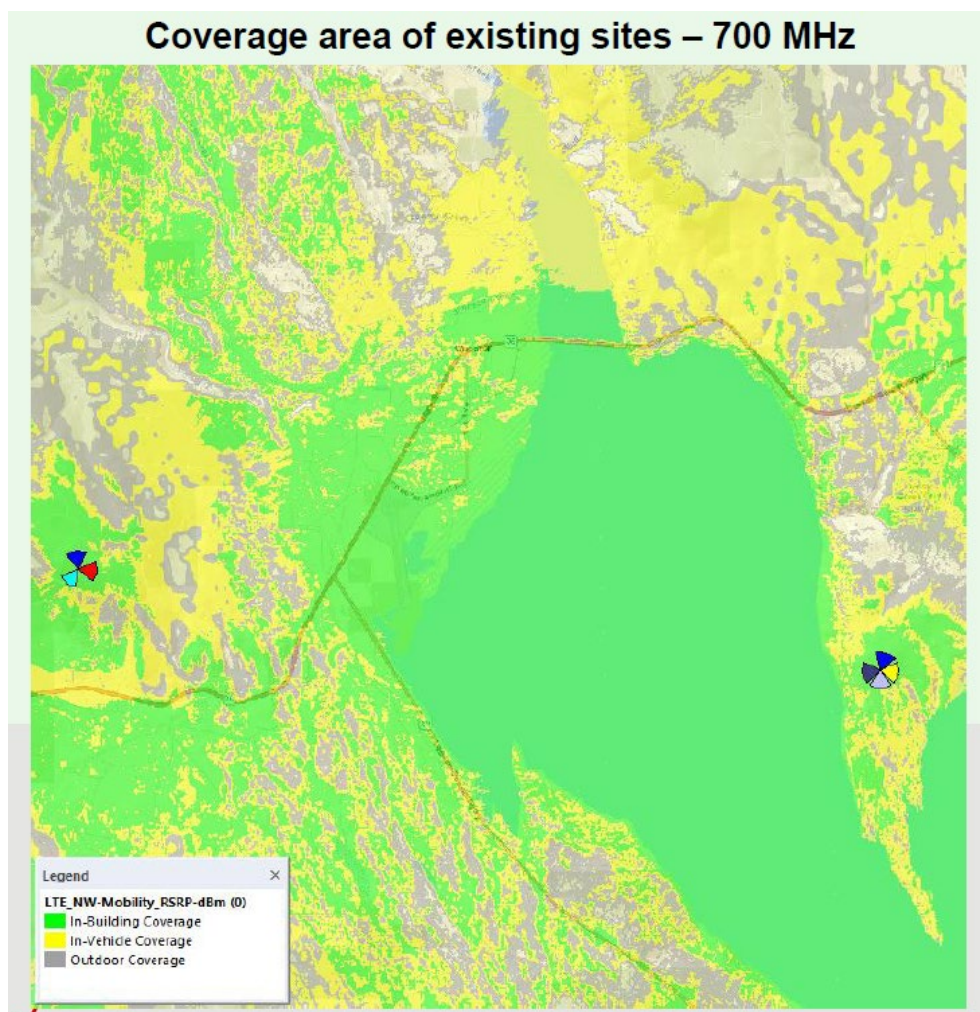 Coverage area of existing sites – 700 MHz
Legend
LTE_NW-Mobility_RSRP-dBm (0)
In-Building Coverage
In-Vehicle Coverage
Outdoor Coverage